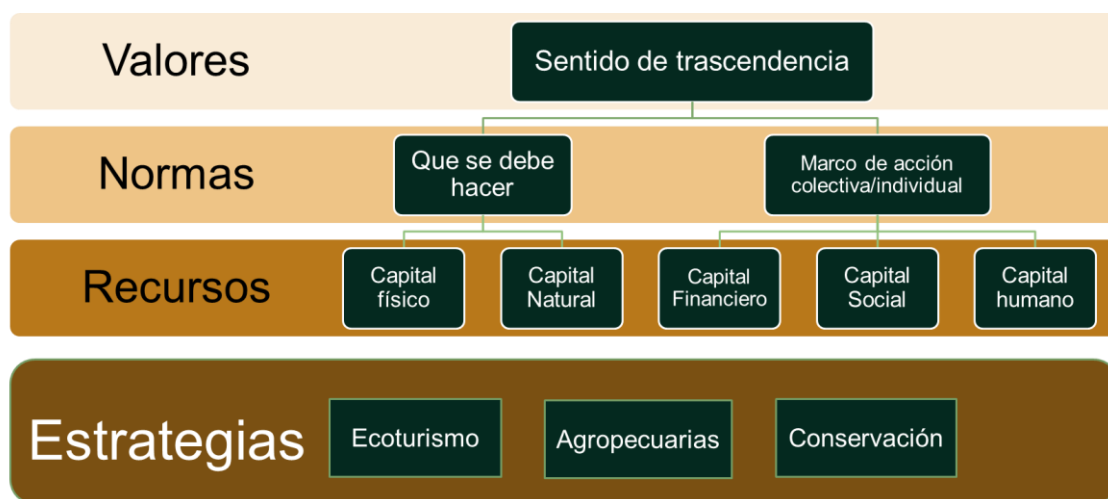 Valores
Sentido de trascendencia
Normas
Que se debe
hacer
Marco de acción
colectiva/individual
Recursos
Capital
físico
Capital
Natural
Capital
Financiero
Capital
Social
Capital
humano
Estrategias
Ecoturismo
Agropecuarias
Conservación